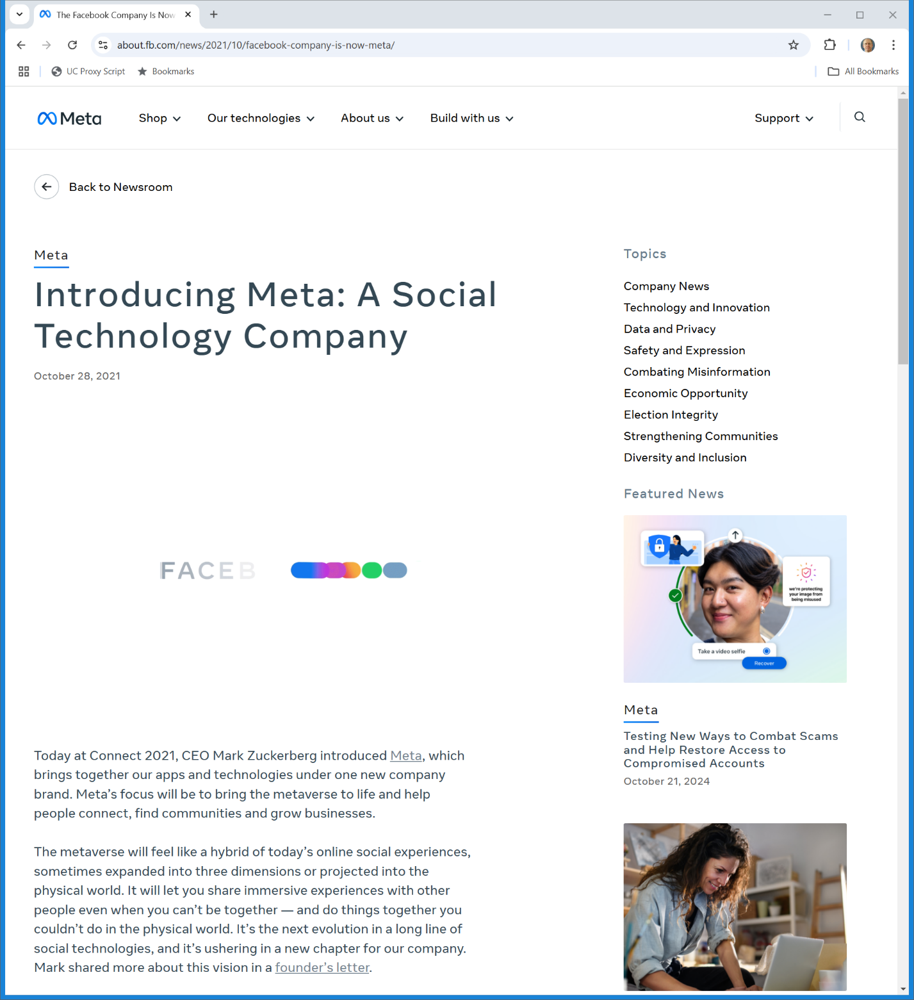 The Facebook Company Is Now
about.fb.com/news/2021/10/facebook-company-is-now-meta/
UC Proxy Script
Bookmarks
All Bookmarks
Meta
Shop
Our technologies
About us
Build with us
Support
Back to Newsroom
Meta
Introducing Meta: A Social
Technology Company
October 28, 2021
FACEB
Today at Connect 2021, CEO Mark Zuckerberg introduced Meta, which
brings together our apps and technologies under one new company
brand. Meta’s focus will be to bring the metaverse to life and help
people connect, find communities and grow businesses.
The metaverse will feel like a hybrid of today’s online social experiences,
sometimes expanded into three dimensions or projected into the
physical world. It will let you share immersive experiences with other
people even when you can’t be together — and do things together you
couldn’t do in the physical world. It’s the next evolution in a long line of
social technologies, and it’s ushering in a new chapter for our company.
Mark shared more about this vision in a founder’s letter.
Topics
Company News
Technology and Innovation
Data and Privacy
Safety and Expression
Combating Misinformation
Economic Opportunity
Election Integrity
Strengthening Communities
Diversity and Inclusion
Featured News
we're protecting
your image from
being misused
Take a video selfie
Recover
Meta
Testing New Ways to Combat Scams
and Help Restore Access to
Compromised Accounts
October 21, 2024